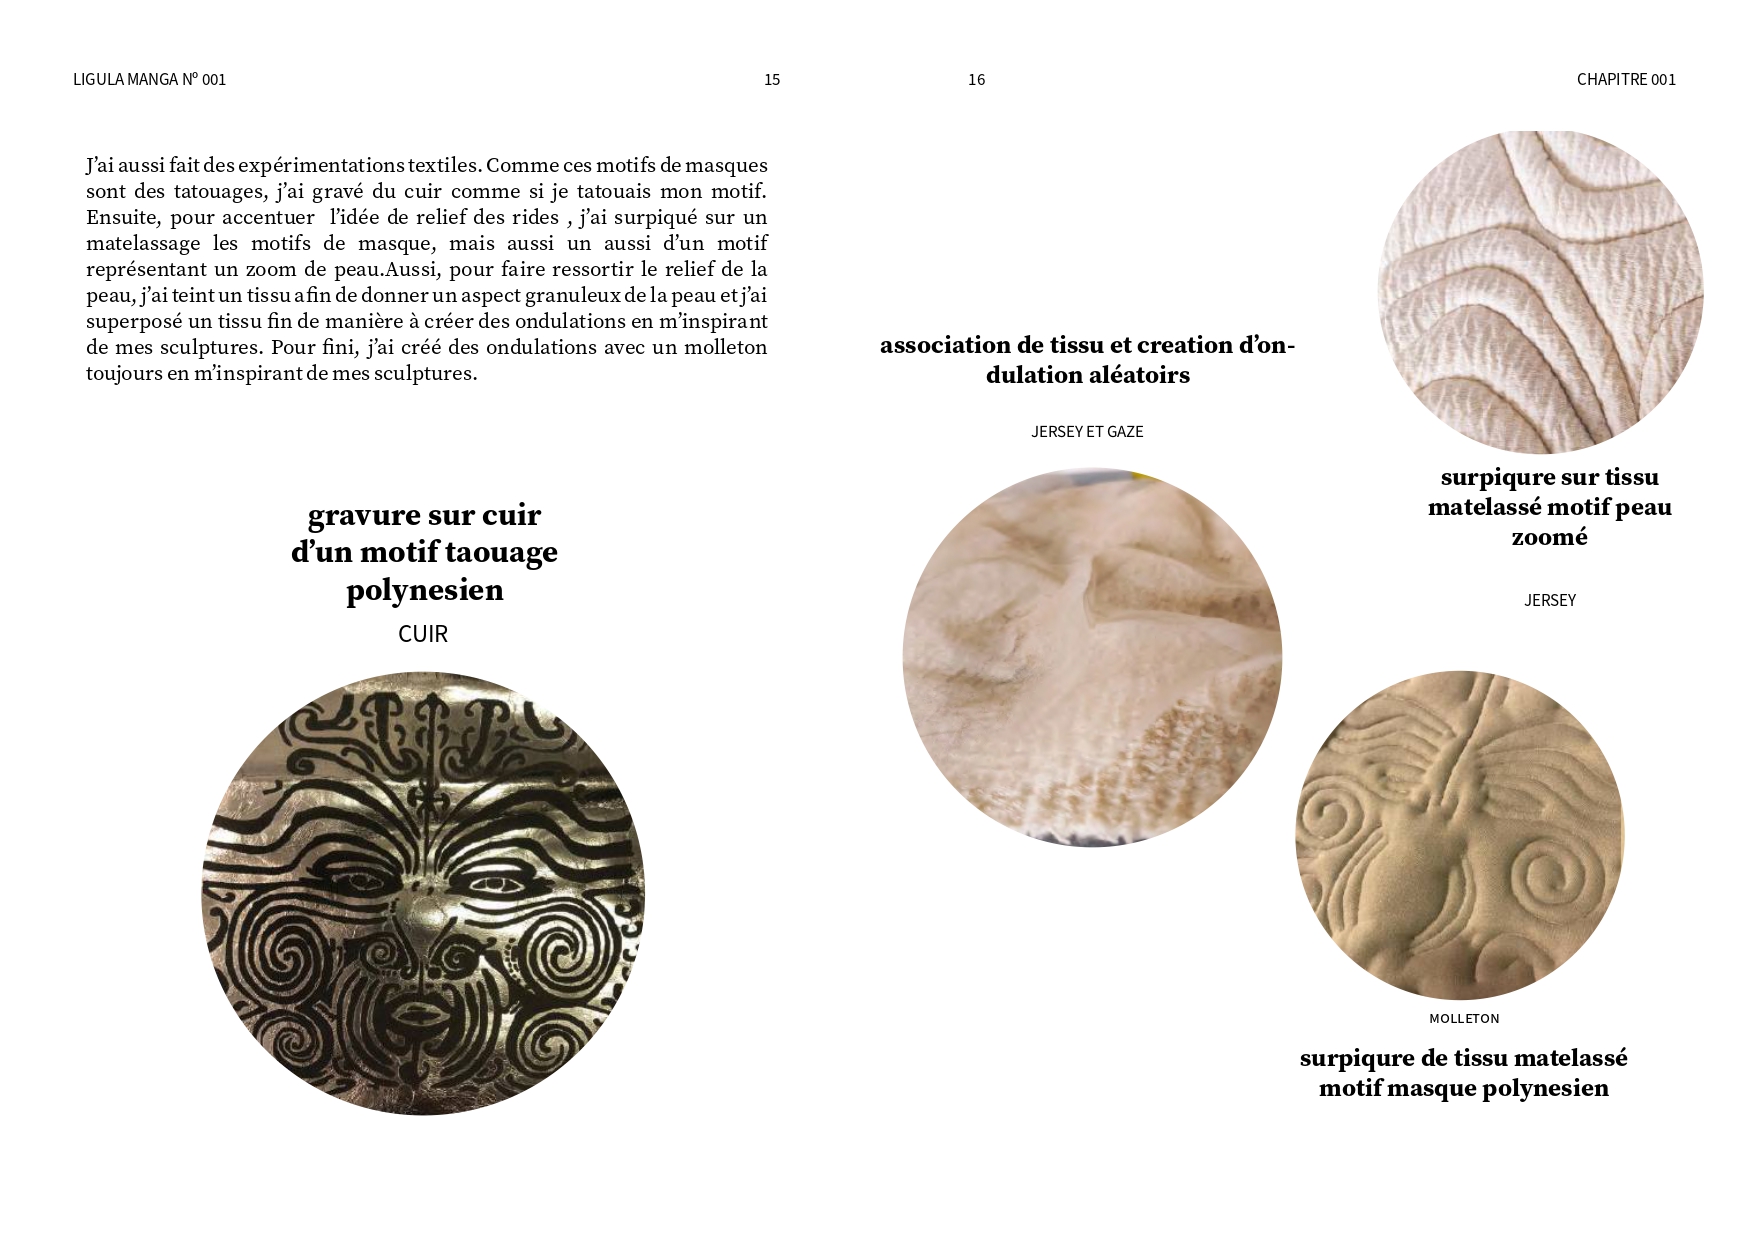 LIGULA MANGA Nº 001
15
J’ai aussi fait des expérimentations textiles. Comme ces motifs de masques
sont des tatouages, j’ai gravé du cuir comme si je tatouais mon motif.
Ensuite, pour accentuer  l’idée de relief des rides , j’ai surpiqué sur un
matelassage les motifs de masque, mais aussi un aussi d’un motif
représentant un zoom de peau.Aussi, pour faire ressortir le relief de la
peau, j’ai teint un tissu afin de donner un aspect granuleux de la peau et j’ai
superposé un tissu fin de manière à créer des ondulations en m’inspirant
de mes sculptures. Pour fini, j’ai créé des ondulations avec un molleton
toujours en m’inspirant de mes sculptures.
gravure sur cuir
d’un motif taouage
polynesien
CUIR
16
CHAPITRE 001
association de tissu et creation d’on-
dulation aléatoirs
JERSEY ET GAZE
surpiqure sur tissu
matelassé motif peau
zoomé
JERSEY
MOLLETON
surpiqure de tissu matelassé
motif masque polynesien